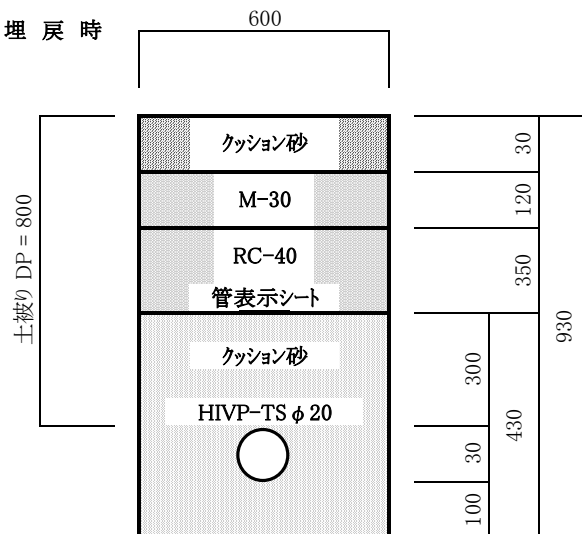 埋 戻 時
600
クッション砂
30
M-30
120
RC-40
350
管表示シート
土被り DP = 800
930
クッション砂
300
430
HIVP-TS φ 20
30
100